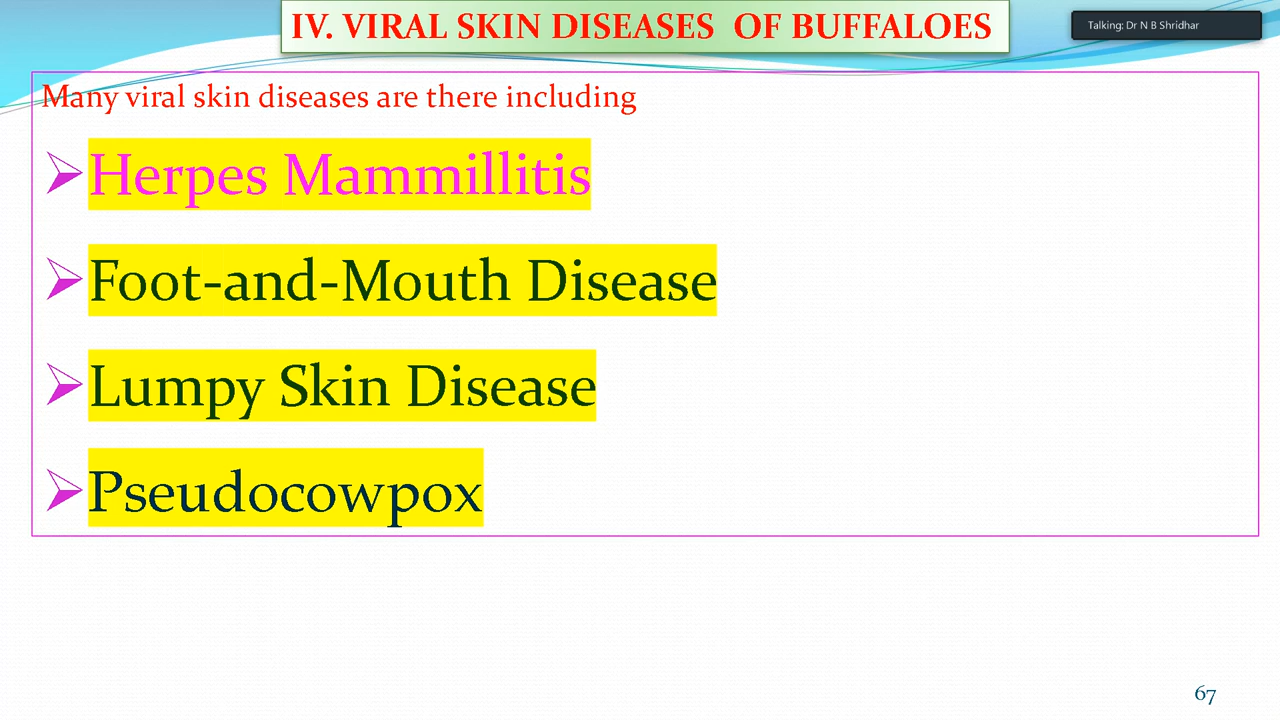 IV. VIRAL SKIN DISEASES OF BUFFALOES
Talking: Dr N B Shridhar
Many viral skin diseases are there including
Herpes Mammillitis
Foot-and-Mouth Disease
Lumpy Skin Disease
Pseudocowpox
67